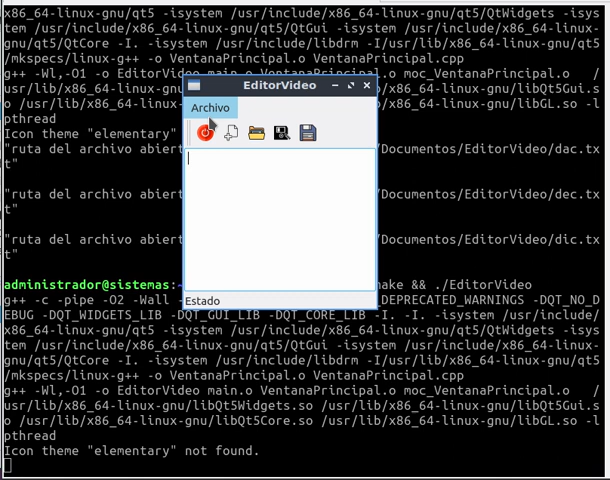 x86_64-linux-gnu/qt5 -isystem /usr/include/x86_64-linux-gnu/qt5/QtWidgets -isys
tem /usr/include/x86_64-linux-gnu/qt5/QtGui -isystem /usr/include/x86_64-linux-
gnu/qt5/QtCore -I. -isystem /usr/include/libdrm -I/usr/lib/x86_64-linux-gnu/qt5
/mkspecs/linux-g++ -o VentanaPrincipal.o VentanaPrincipal.cpp
g++ -Wl,-O1 -o EditorVideo main.o VentanaPrincipal.o moc_VentanaPrincipal.o /
usr/lib/x86_64-linux- libQt5Gui.s
o /usr/lib/x86_64-linu libGL.so -l
pthread
Icon theme "elementary"
"ruta del archivo abier Documentos/EditorVideo/dac.tx
t"
"ruta del archivo abier Documentos/EditorVideo/dec.tx
t"
"ruta del archivo abier Documentos/EditorVideo/dic.tx
t"
EditorVideo
Archivo
Estado
administrador@sistemas: make && ./EditorVideo
g++ -c -pipe -O2 -Wall - DEPRECATED_WARNINGS -DQT_NO_D
EBUG -DQT_WIDGETS_LIB -DQT_GUI_LIB -DQT_CORE_LIB -I. -I. -isystem /usr/include/
x86_64-linux-gnu/qt5 -isystem /usr/include/x86_64-linux-gnu/qt5/QtWidgets -isys
tem /usr/include/x86_64-linux-gnu/qt5/QtGui -isystem /usr/include/x86_64-linux-
gnu/qt5/QtCore -I. -isystem /usr/include/libdrm -I/usr/lib/x86_64-linux-gnu/qt5
/mkspecs/linux-g++ -o VentanaPrincipal.o VentanaPrincipal.cpp
g++ -Wl,-O1 -o EditorVideo main.o VentanaPrincipal.o moc_VentanaPrincipal.o /
usr/lib/x86_64-linux-gnu/libQt5Widgets.so /usr/lib/x86_64-linux-gnu/libQt5Gui.s
o /usr/lib/x86_64-linux-gnu/libQt5Core.so /usr/lib/x86_64-linux-gnu/libGL.so -l
pthread
Icon theme "elementary" not found.